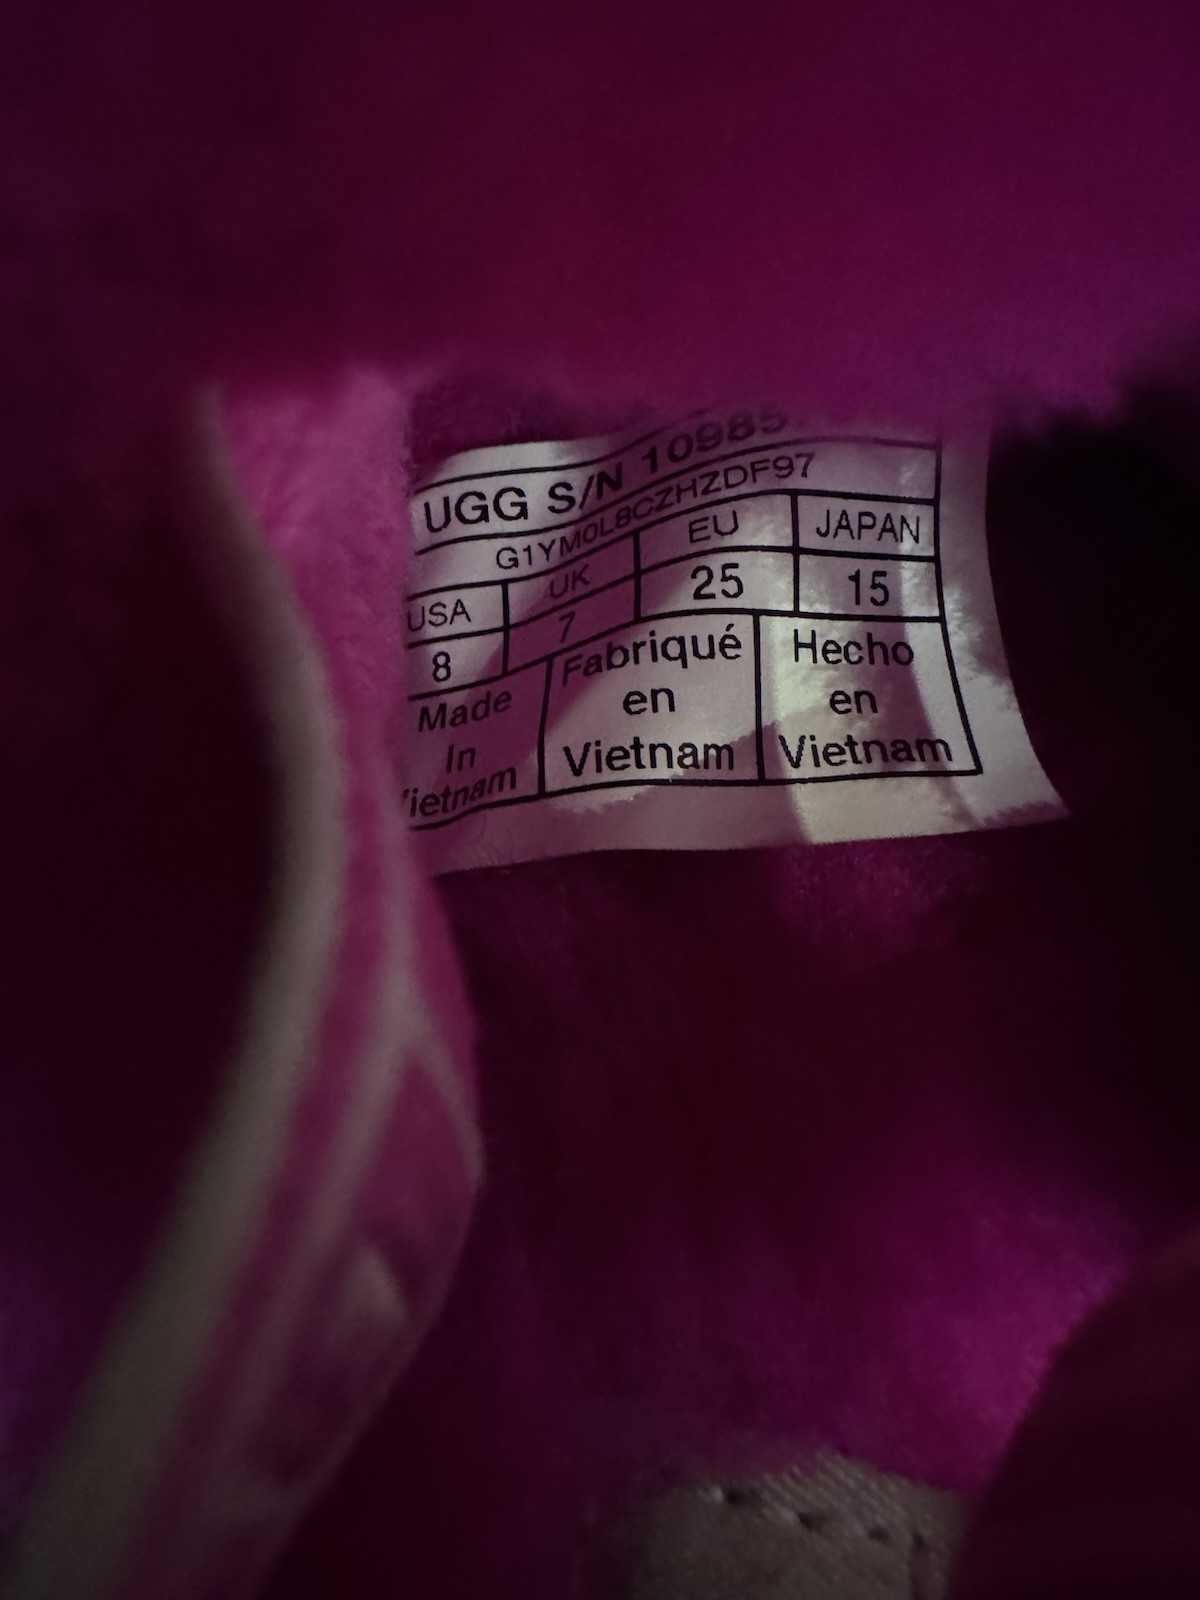 UGG S/N 10985
G1YM0L8CZHZDF97
USA UK EU JAPAN
8 7 25 15
Made In Vietnam
Fabriqué en Vietnam
Hecho en Vietnam